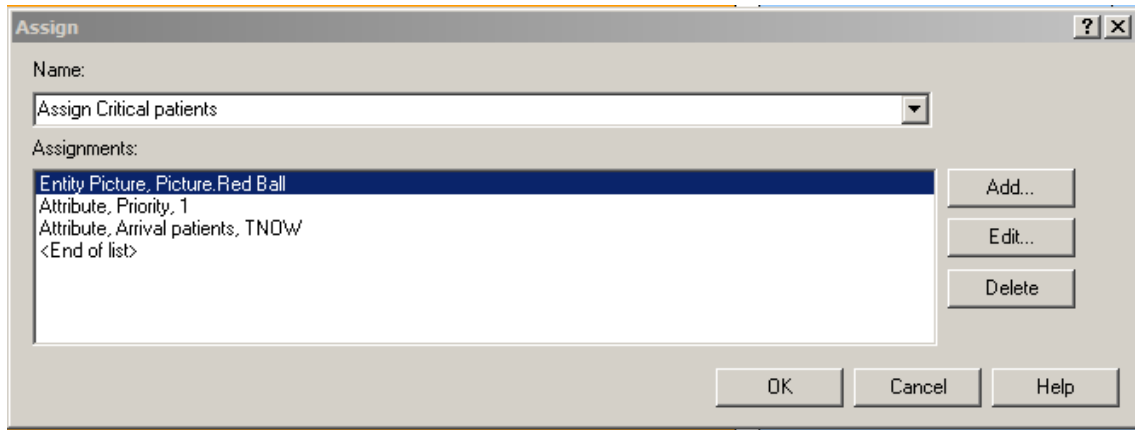 Assign
Name:
Assign Critical patients
Assignments:
Entity Picture, Picture.Red Ball
Attribute, Priority, 1
Attribute, Arrival patients, TNOW
<End of list>
Add...
Edit...
Delete
OK Cancel Help